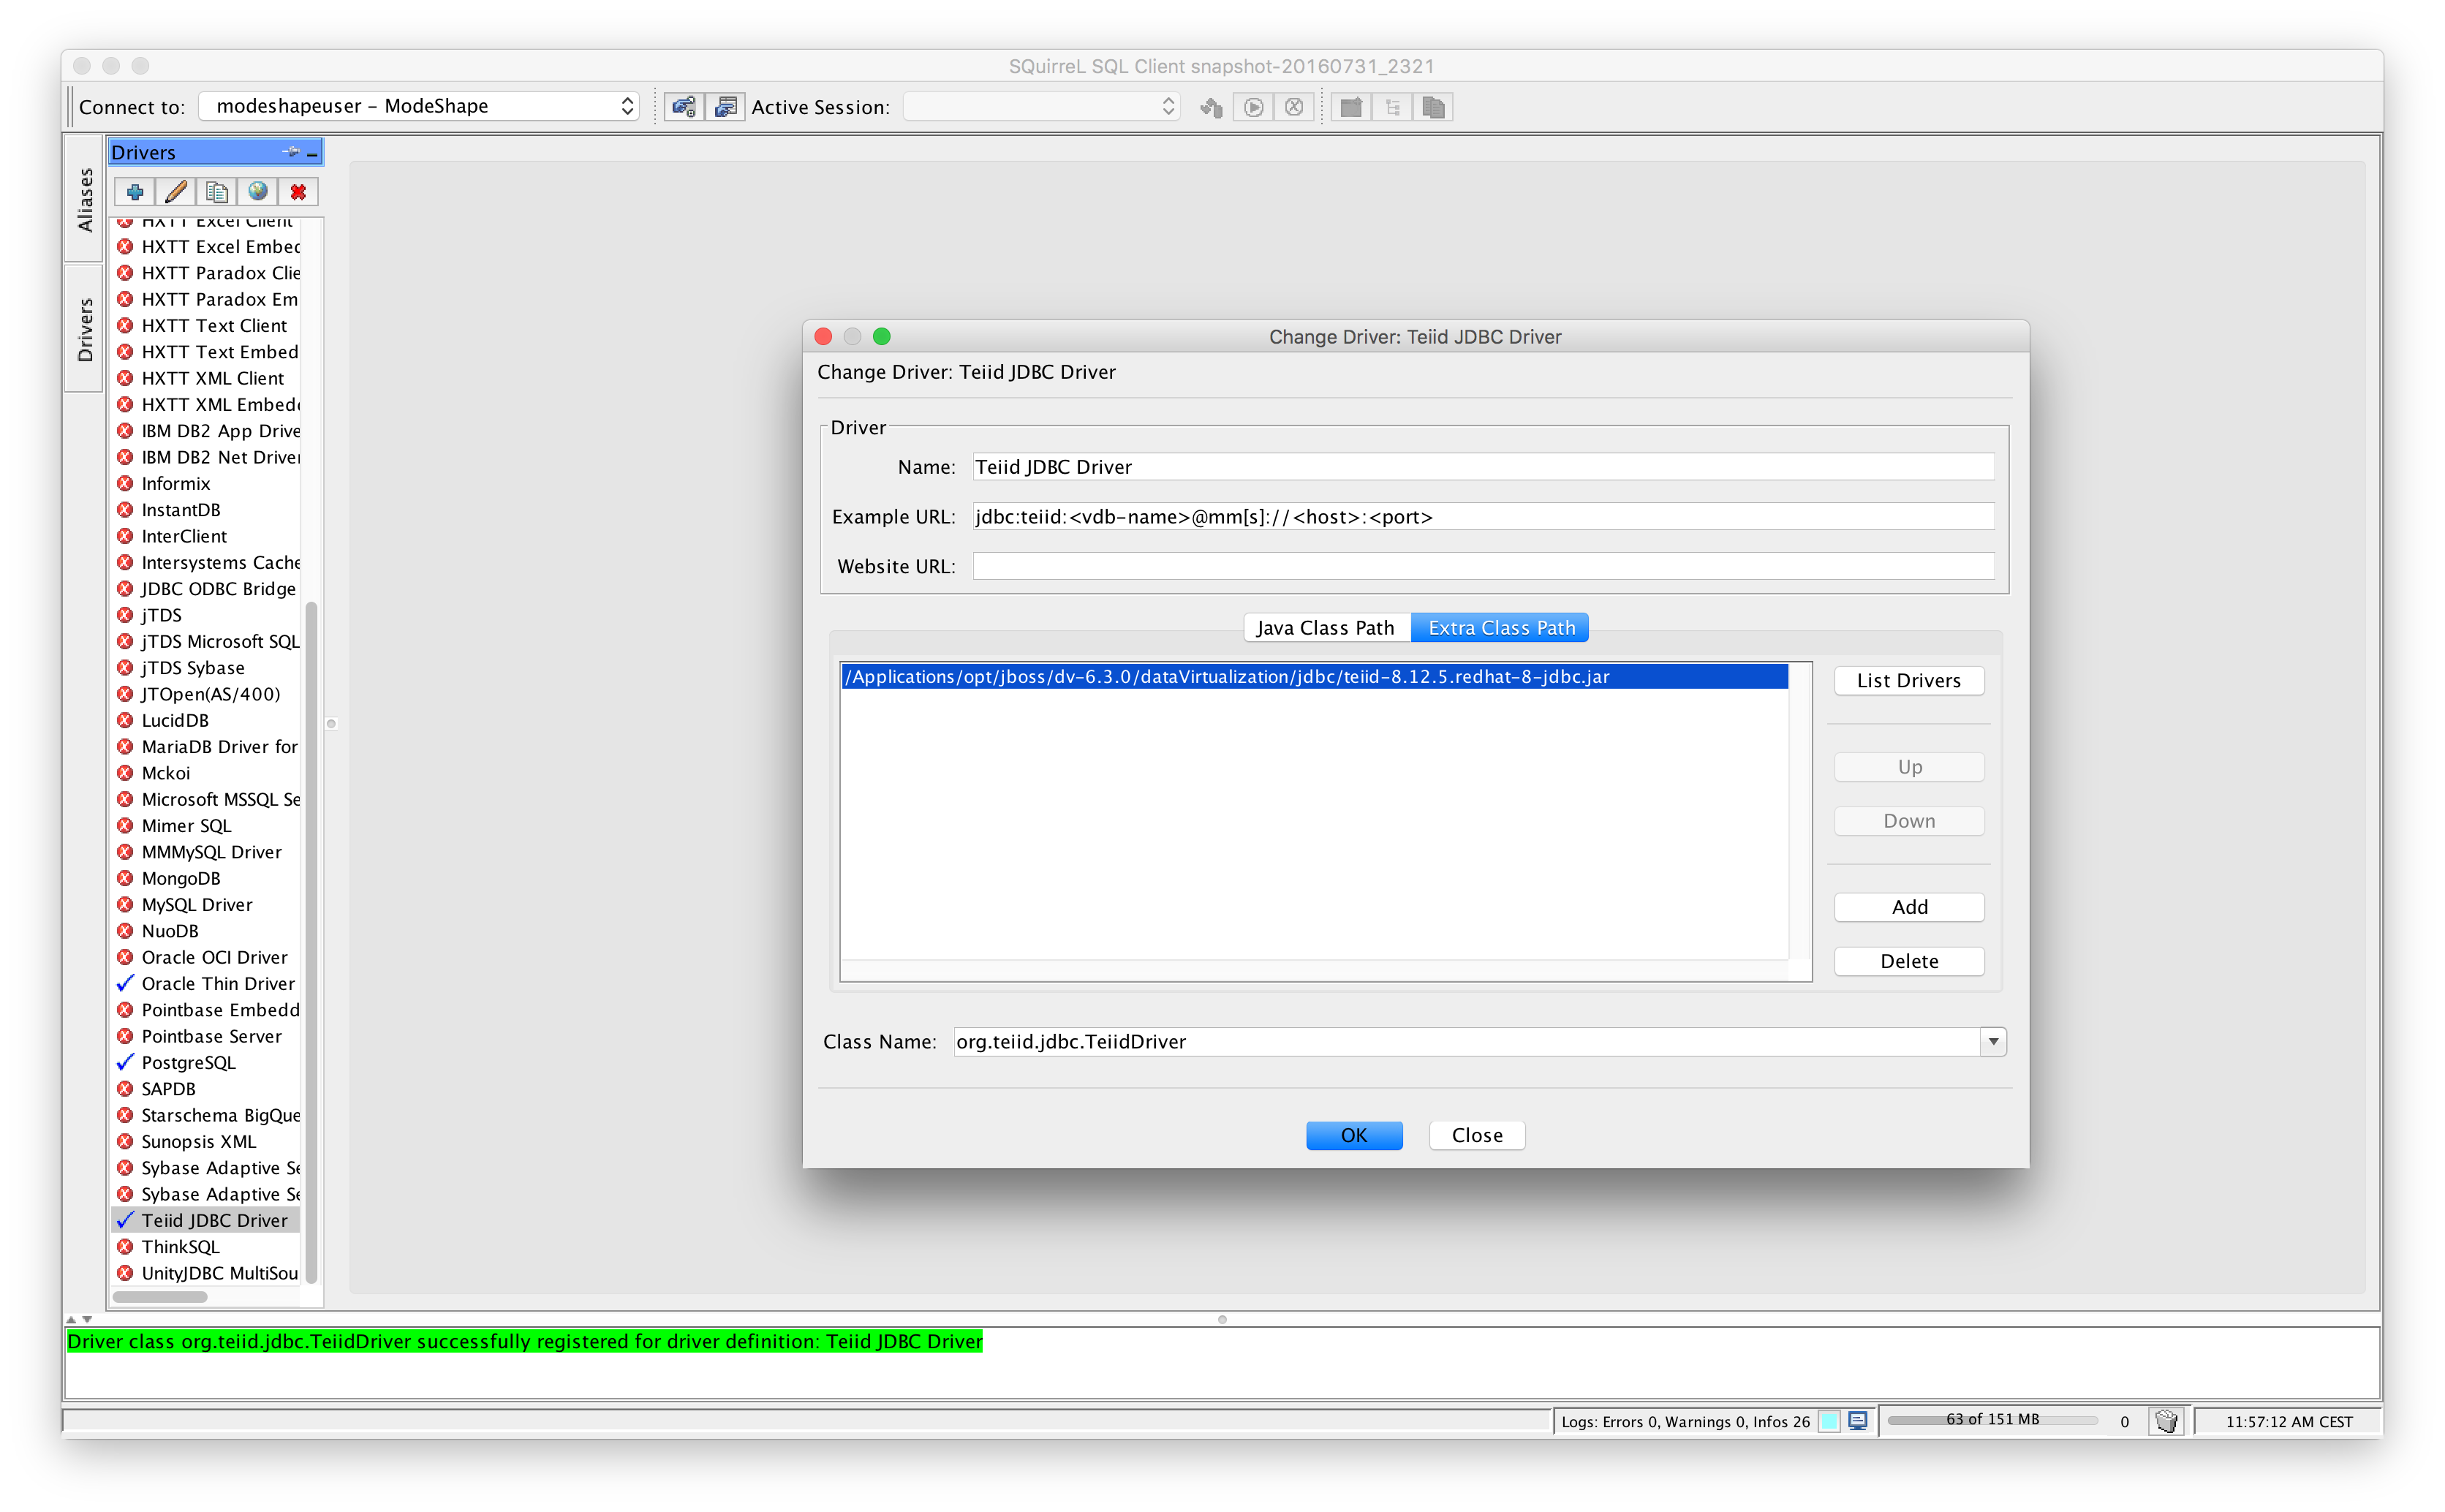 SQuirreL SQL Client snapshot-20160731_2321
Connect to: modeshapeuser – ModeShape Active Session:
Aliases
Drivers
Drivers
HXTT Excel Client
HXTT Excel Embed
HXTT Paradox Clie
HXTT Paradox Em
HXTT Text Client
HXTT Text Embed
HXTT XML Client
HXTT XML Embed
IBM DB2 App Drive
IBM DB2 Net Driver
Informix
InstantDB
InterClient
Intersystems Cache
JDBC ODBC Bridge
jTDS
jTDS Microsoft SQL
jTDS Sybase
JTOpen(AS/400)
LucidDB
MariaDB Driver for
Mckoi
Microsoft MSSQL Se
Mimer SQL
MMMySQL Driver
MongoDB
MySQL Driver
NuoDB
Oracle OCI Driver
Oracle Thin Driver
Pointbase Embedd
Pointbase Server
PostgreSQL
SAPDB
Starschema BigQue
Sunopsis XML
Sybase Adaptive Se
Sybase Adaptive Se
Teiid JDBC Driver
ThinkSQL
UnityJDBC MultiSou
Change Driver: Teiid JDBC Driver
Change Driver: Teiid JDBC Driver
Driver
Name: Teiid JDBC Driver
Example URL: jdbc:teiid:<vdb-name>@mm[s]://<host>:<port>
Website URL:
Java Class Path Extra Class Path
/Applications/opt/jboss/dv-6.3.0/dataVirtualization/jdbc/teiid-8.12.5.redhat-8-jdbc.jar
List Drivers
Up
Down
Add
Delete
Class Name: org.teiid.jdbc.TeiidDriver
OK Close
Driver class org.teiid.jdbc.TeiidDriver successfully registered for driver definition: Teiid JDBC Driver
Logs: Errors 0, Warnings 0, Infos 26 63 of 151 MB 0 11:57:12 AM CEST